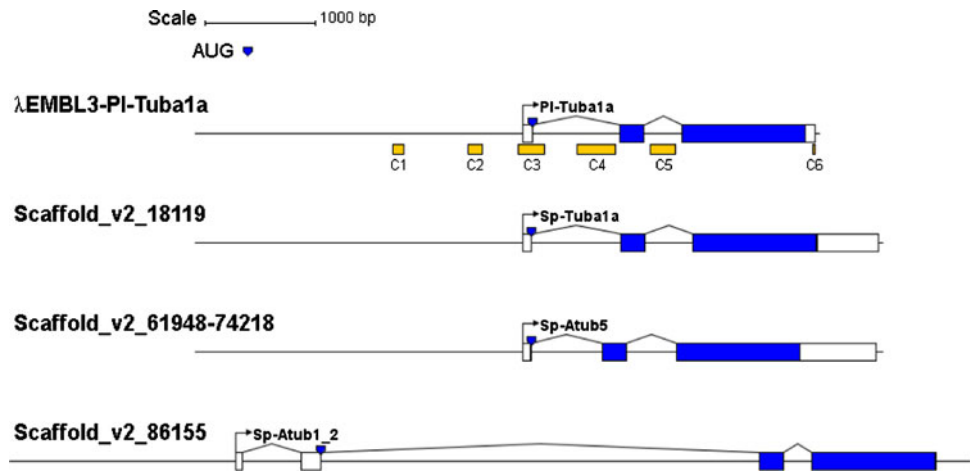 Scale 1000 bp
AUG
λEMBL3-Pl-Tuba1a
Pl-Tuba1a
C1 C2 C3 C4 C5 C6
Scaffold_v2_18119
Sp-Tuba1a
Scaffold_v2_61948-74218
Sp-Atub5
Scaffold_v2_86155
Sp-Atub1_2